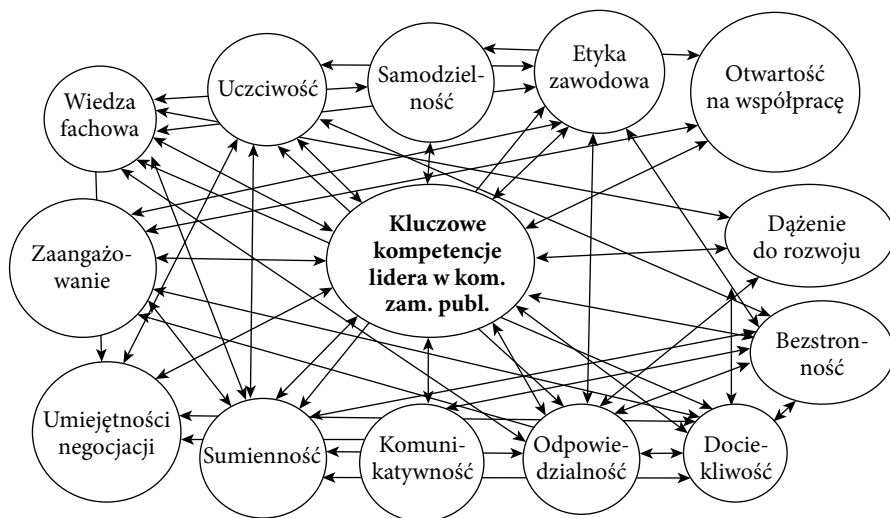 Wiedza
fachowa
Uczciwość
Samodziel-
ność
Etyka
zawodowa
Otwartość
na współpracę
Zaangażo-
wanie
Kluczowe
kompetencje
lidera w kom.
zam. publ.
Dążenie
do rozwoju
Bezstron-
ność
Umiejętności
negocjacji
Sumienność
Komuni-
katywność
Odpowie-
dzialność
Docie-
kliwość